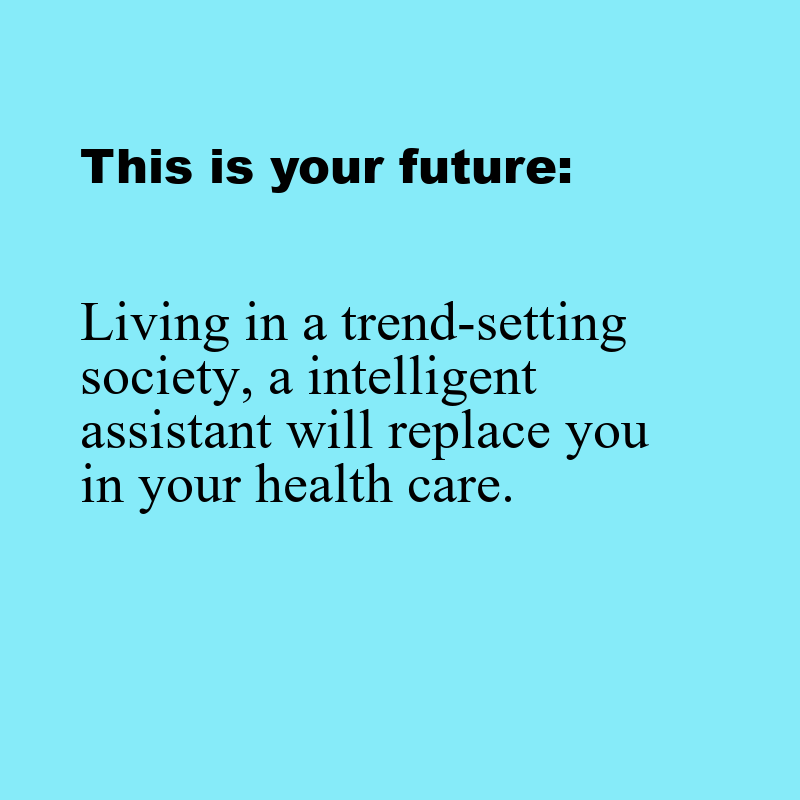 This is your future:
Living in a trend-setting
society, a intelligent
assistant will replace you
in your health care.